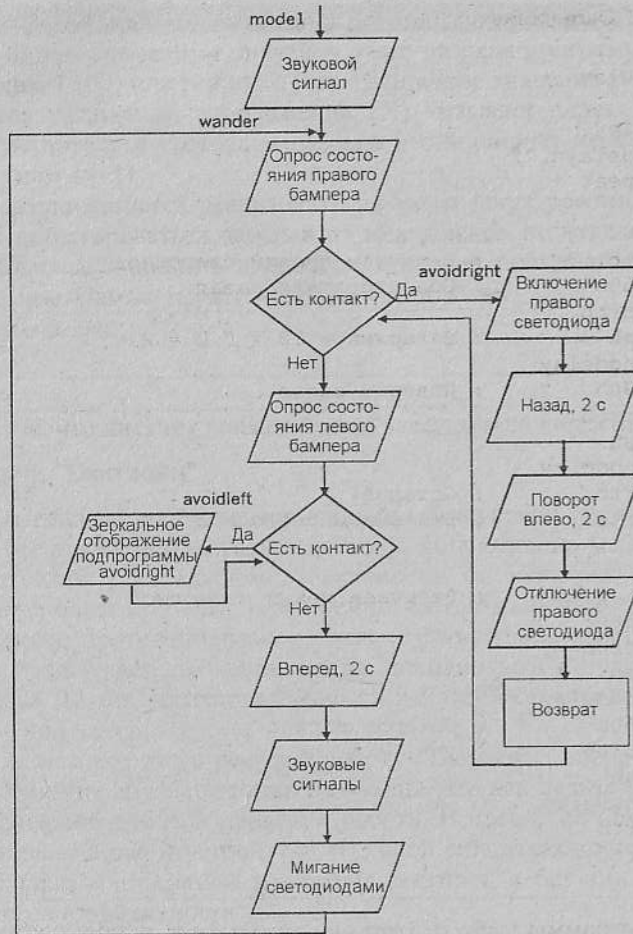 mode1
Звуковой
сигнал
wander
Опрос состо-
яния правого
бампера
Есть контакт?
Да
avoidright
Включение
правого
светодиода
Назад, 2 с
Поворот
влево, 2 с
Отключение
правого
светодиода
Возврат
Нет
Опрос состо-
яния левого
бампера
avoidleft
Зеркальное
отображение
подпрограммы
avoidright
Да
Есть контакт?
Нет
Вперед, 2 с
Звуковые
сигналы
Мигание
светодиодами